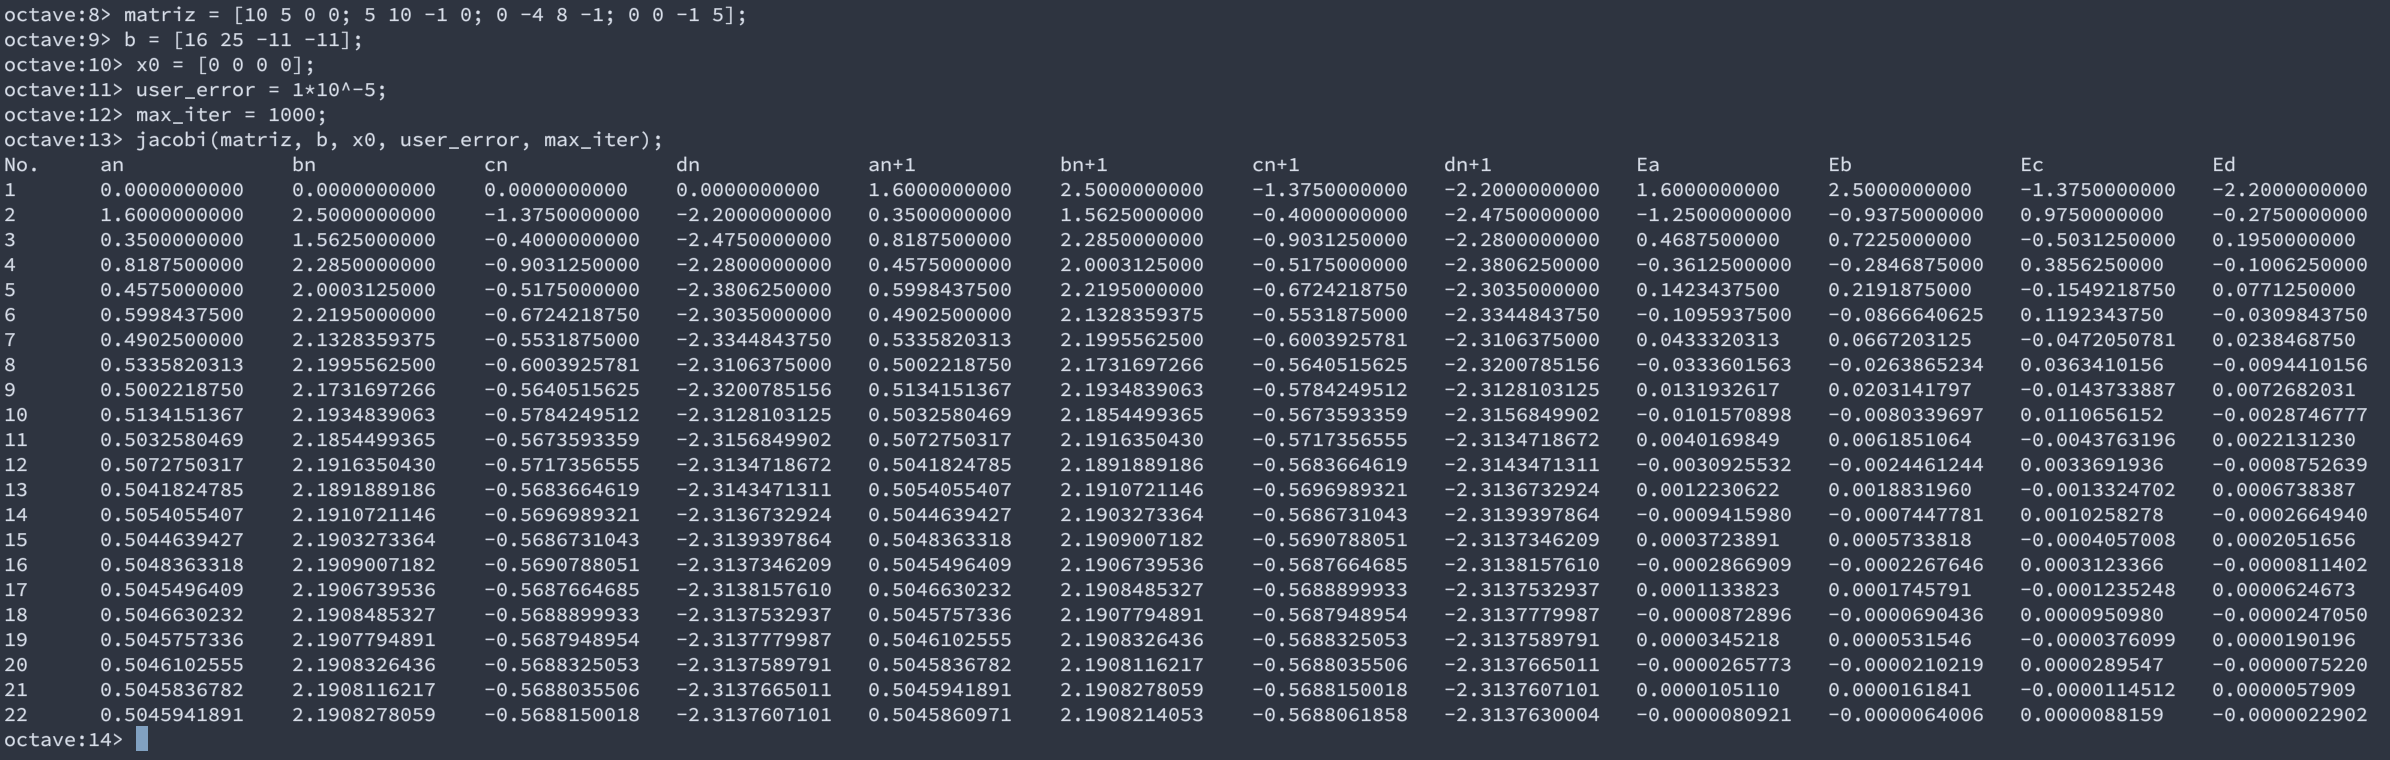 octave:8> matriz = [10 5 0 0; 5 10 -1 0; 0 -4 8 -1; 0 0 -1 5];
octave:9> b = [16 25 -11 -11];
octave:10> x0 = [0 0 0 0];
octave:11> user_error = 1*10^-5;
octave:12> max_iter = 1000;
octave:13> jacobi(matriz, b, x0, user_error, max_iter);
No. an bn cn dn an+1 bn+1 cn+1 dn+1 Ea Eb Ec Ed
1 0.0000000000 0.0000000000 0.0000000000 0.0000000000 1.6000000000 2.5000000000 -1.3750000000 -2.2000000000 1.6000000000 2.5000000000 -1.3750000000 -2.2000000000
2 1.6000000000 2.5000000000 -1.3750000000 -2.2000000000 0.3500000000 1.5625000000 -0.4000000000 -2.4750000000 -1.2500000000 -0.9375000000 0.9750000000 -0.2750000000
3 0.3500000000 1.5625000000 -0.4000000000 -2.4750000000 0.8187500000 2.2850000000 -0.9031250000 -2.2800000000 0.4687500000 0.7225000000 -0.5031250000 0.1950000000
4 0.8187500000 2.2850000000 -0.9031250000 -2.2800000000 0.4575000000 2.0003125000 -0.5175000000 -2.3806250000 -0.3612500000 -0.2846875000 0.3856250000 -0.1006250000
5 0.4575000000 2.0003125000 -0.5175000000 -2.3806250000 0.5998437500 2.2195000000 -0.6724218750 -2.3035000000 0.1423437500 0.2191875000 -0.1549218750 0.0771250000
6 0.5998437500 2.2195000000 -0.6724218750 -2.3035000000 0.4902500000 2.1328359375 -0.5531875000 -2.3344843750 -0.1095937500 -0.0866640625 0.1192343750 -0.0309843750
7 0.4902500000 2.1328359375 -0.5531875000 -2.3344843750 0.5335820313 2.1995562500 -0.6003925781 -2.3106375000 0.0433320313 0.0667203125 -0.0472050781 0.0238468750
8 0.5335820313 2.1995562500 -0.6003925781 -2.3106375000 0.5002218750 2.1731697266 -0.5640515625 -2.3200785156 -0.0333601563 -0.0263865234 0.0363410156 -0.0094410156
9 0.5002218750 2.1731697266 -0.5640515625 -2.3200785156 0.5134151367 2.1934839063 -0.5784249512 -2.3128103125 0.0131932617 0.0203141797 -0.0143733887 0.0072682031
10 0.5134151367 2.1934839063 -0.5784249512 -2.3128103125 0.5032580469 2.1854499365 -0.5673593359 -2.3156849902 -0.0101570898 -0.0080339697 0.0110656152 -0.0028746777
11 0.5032580469 2.1854499365 -0.5673593359 -2.3156849902 0.5072750317 2.1916350430 -0.5717356555 -2.3134718672 0.0040169849 0.0061851064 -0.0043763196 0.0022131230
12 0.5072750317 2.1916350430 -0.5717356555 -2.3134718672 0.5041824785 2.1891889186 -0.5683664619 -2.3143471311 -0.0030925532 -0.0024461244 0.0033691936 -0.0008752639
13 0.5041824785 2.1891889186 -0.5683664619 -2.3143471311 0.5054055407 2.1910721146 -0.5696989321 -2.3136732924 0.0012230622 0.0018831960 -0.0013324702 0.0006738387
14 0.5054055407 2.1910721146 -0.5696989321 -2.3136732924 0.5044639427 2.1903273364 -0.5686731043 -2.3139397864 -0.0009415980 -0.0007447781 0.0010258278 -0.0002664940
15 0.5044639427 2.1903273364 -0.5686731043 -2.3139397864 0.5048363318 2.1909007182 -0.5690788051 -2.3137346209 0.0003723891 0.0005733818 -0.0004057008 0.0002051656
16 0.5048363318 2.1909007182 -0.5690788051 -2.3137346209 0.5045496409 2.1906739536 -0.5687664685 -2.3138157610 -0.0002866909 -0.0002267646 0.0003123366 -0.0000811402
17 0.5045496409 2.1906739536 -0.5687664685 -2.3138157610 0.5046630232 2.1908485327 -0.5688899933 -2.3137532937 0.0001133823 0.0001745791 -0.0001235248 0.0000624673
18 0.5046630232 2.1908485327 -0.5688899933 -2.3137532937 0.5045757336 2.1907794891 -0.5687948954 -2.3137779987 -0.0000872896 -0.0000690436 0.0000950980 -0.0000247050
19 0.5045757336 2.1907794891 -0.5687948954 -2.3137779987 0.5046102555 2.1908326436 -0.5688325053 -2.3137589791 0.0000345218 0.0000531546 -0.0000376099 0.0000190196
20 0.5046102555 2.1908326436 -0.5688325053 -2.3137589791 0.5045836782 2.1908116217 -0.5688035506 -2.3137665011 -0.0000265773 -0.0000210219 0.0000289547 -0.0000075220
21 0.5045836782 2.1908116217 -0.5688035506 -2.3137665011 0.5045941891 2.1908278059 -0.5688150018 -2.3137607101 0.0000105110 0.0000161841 -0.0000114512 0.0000057909
22 0.5045941891 2.1908278059 -0.5688150018 -2.3137607101 0.5045860971 2.1908214053 -0.5688061858 -2.3137630004 -0.0000080921 -0.0000064006 0.0000088159 -0.0000022902
octave:14>